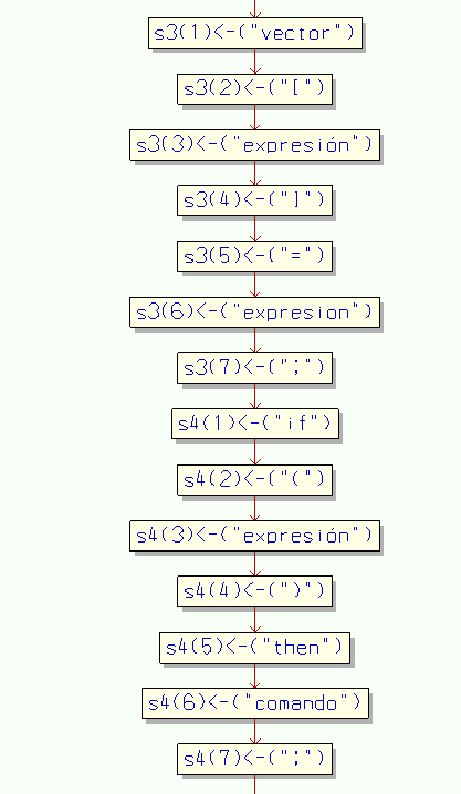 s3(1)<-("vector")
s3(2)<-("[")
s3(3)<-("expresión")
s3(4)<-("]")
s3(5)<-("=")
s3(6)<-("expresion")
s3(7)<-(";")
s4(1)<-("if")
s4(2)<-("(")
s4(3)<-("expresión")
s4(4)<-(")")
s4(5)<-("then")
s4(6)<-("comando")
s4(7)<-(";")